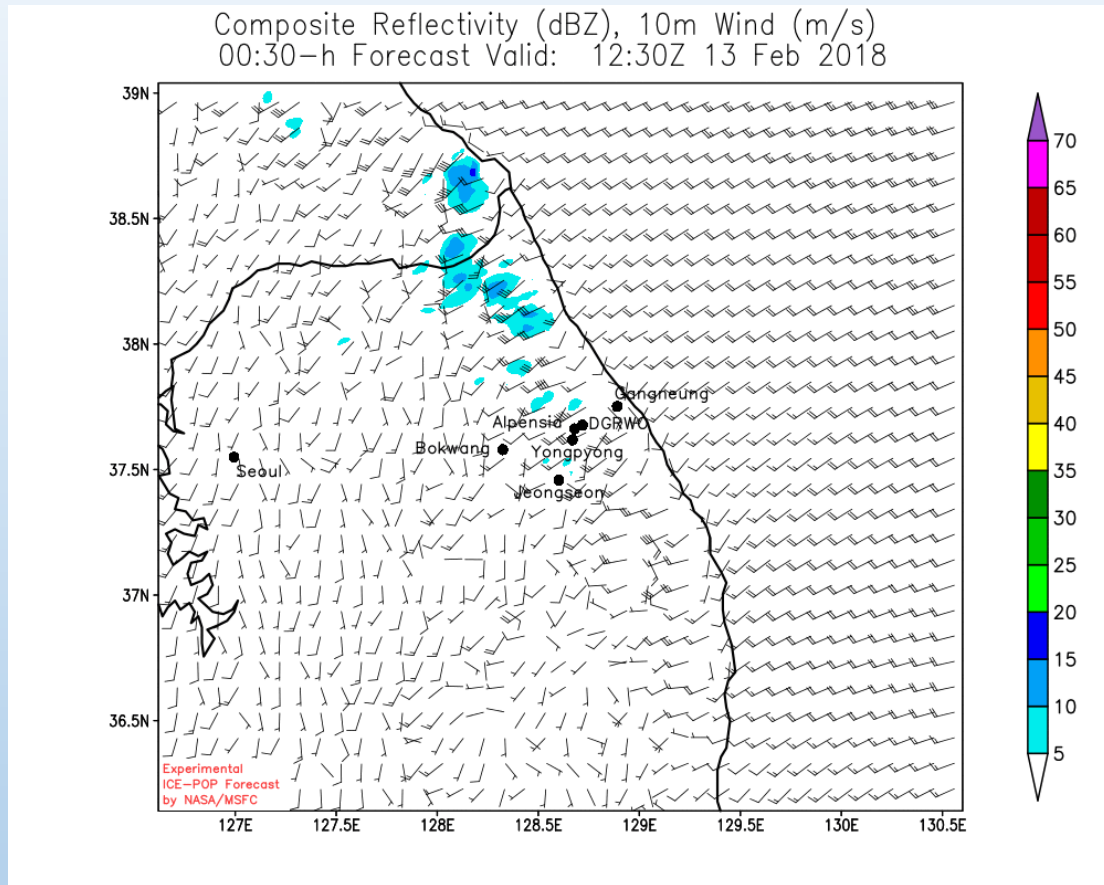 Composite Reflectivity (dBZ), 10m Wind (m/s)
00:30-h Forecast Valid: 12:30Z 13 Feb 2018
39N
38.5N
38N
37.5N
37N
36.5N
Gangneung
Alpensia
DGRWO
Bokwang
Yongpyong
Seoul
Jeongseon
Experimental
ICE-POP Forecast
by NASA/MSFC
127E
127.5E
128E
128.5E
129E
129.5E
130E
130.5E
70
65
60
55
50
45
40
35
30
25
20
15
10
5